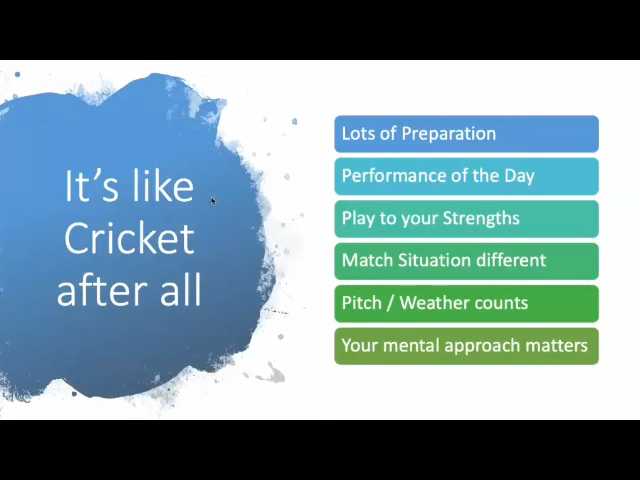 It's like
Cricket
after all
Lots of Preparation
Performance of the Day
Play to your Strengths
Match Situation different
Pitch / Weather counts
Your mental approach matters